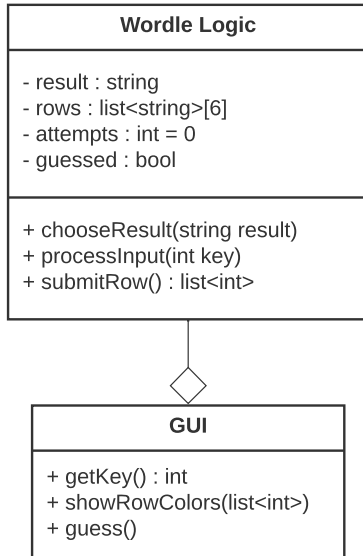 Wordle Logic
- result : string
- rows : list<string>[6]
- attempts : int = 0
- guessed : bool
+ chooseResult(string result)
+ processInput(int key)
+ submitRow() : list<int>
GUI
+ getKey() : int
+ showRowColors(list<int>)
+ guess()